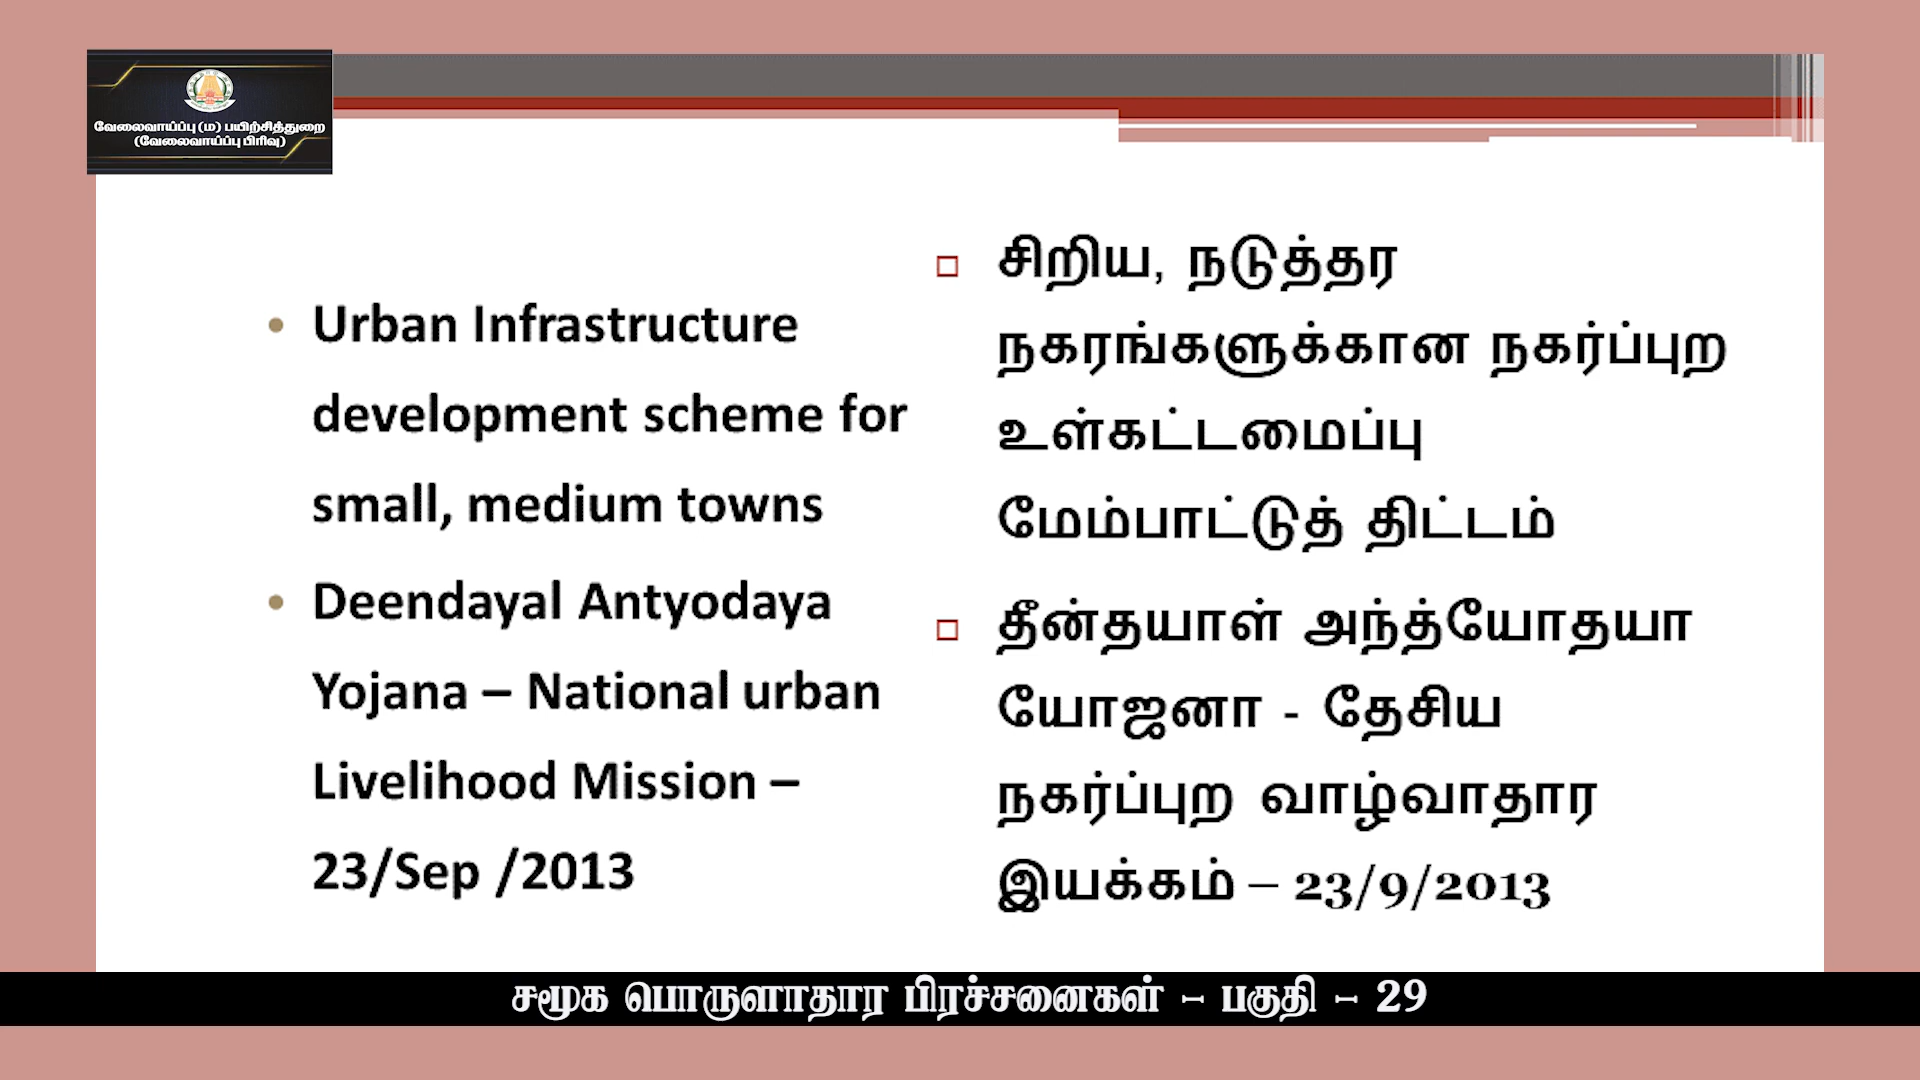 வேலைவாய்ப்பு (ம) பயிற்சித்துறை
(வேலைவாய்ப்பு பிரிவு)
• Urban Infrastructure
development scheme for
small, medium towns
• Deendayal Antyodaya
Yojana – National urban
Livelihood Mission –
23/Sep /2013
சிறிய, நடுத்தர
நகரங்களுக்கான நகர்ப்புற
உள்கட்டமைப்பு
மேம்பாட்டுத் திட்டம்
தீன்தயாள் அந்த்யோதயா
யோஜனா - தேசிய
நகர்ப்புற வாழ்வாதார
இயக்கம் – 23/9/2013
சமூக பொருளாதார பிரச்சனைகள் – பகுதி – 29